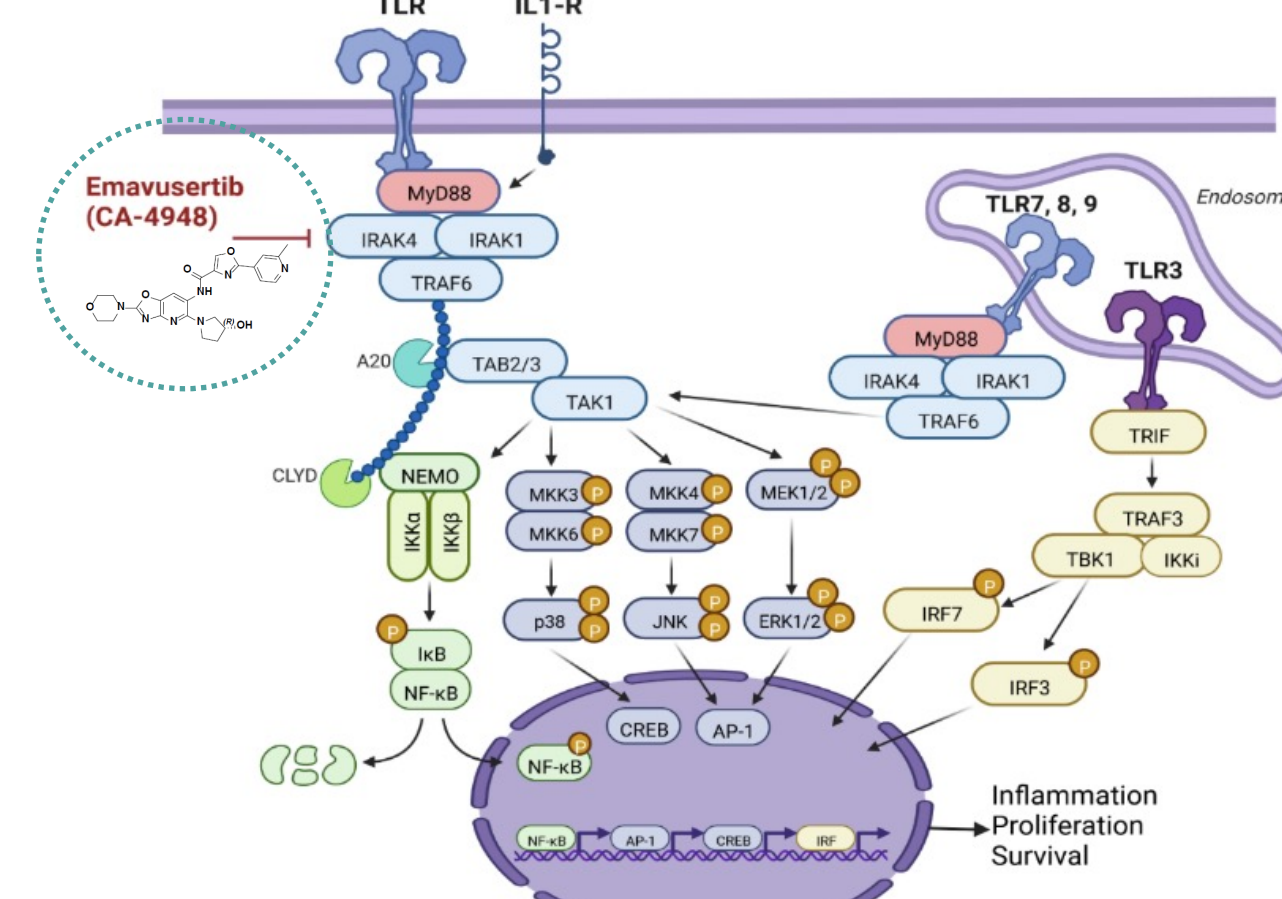 TLR
IL1-R
Emavusertib
(CA-4948)
O
N
O
NH
N
O
N
O
N
N
N
(R)
OH
MyD88
IRAK4
IRAK1
TRAF6
A20
TAB2/3
TAK1
CLYD
NEMO
IKKα
IKKβ
MKK3
P
MKK6
P
MKK4
P
MKK7
P
MEK1/2
P
P
p38
P
P
JNK
P
P
ERK1/2
P
P
P
IκB
NF-κB
Endosom
TLR7, 8, 9
TLR3
MyD88
IRAK4
IRAK1
TRAF6
TRIF
TRAF3
TBK1
IKKi
IRF7
P
IRF3
P
CREB
AP-1
NF-κB
P
NF-κB
AP-1
CREB
IRF
Inflammation
Proliferation
Survival